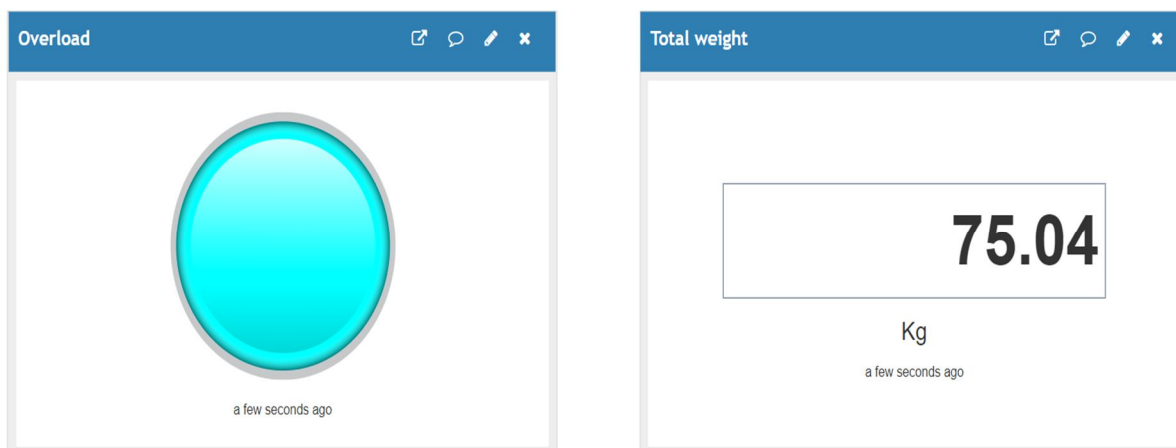 Overload
a few seconds ago
Total weight
75.04
Kg
a few seconds ago